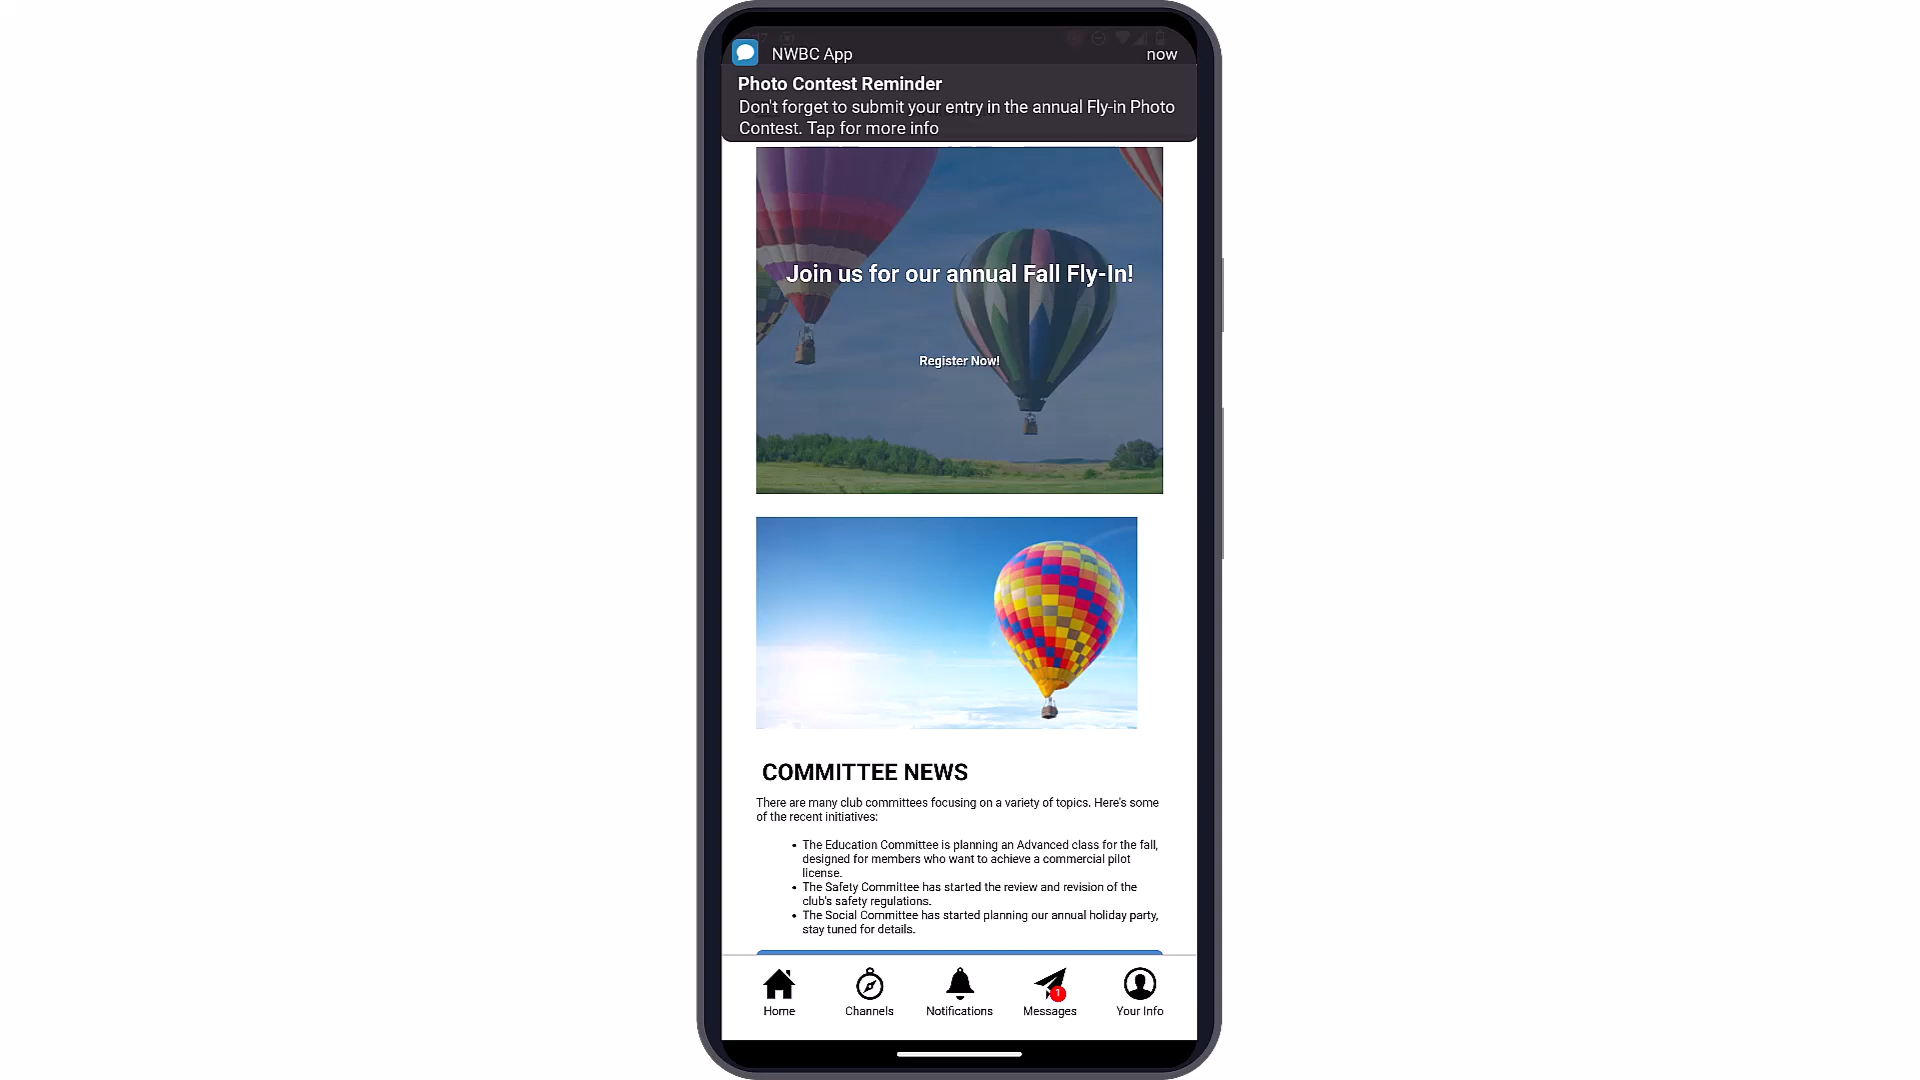 NWBC App
now
Photo Contest Reminder
Don't forget to submit your entry in the annual Fly-in Photo
Contest. Tap for more info
Join us for our annual Fall Fly-In!
Register Now!
COMMITTEE NEWS
There are many club committees focusing on a variety of topics. Here's some
of the recent initiatives:
The Education Committee is planning an Advanced class for the fall,
designed for members who want to achieve a commercial pilot
license.
The Safety Committee has started the review and revision of the
club's safety regulations.
The Social Committee has started planning our annual holiday party,
stay tuned for details.
1
Home
Channels
Notifications
Messages
Your Info